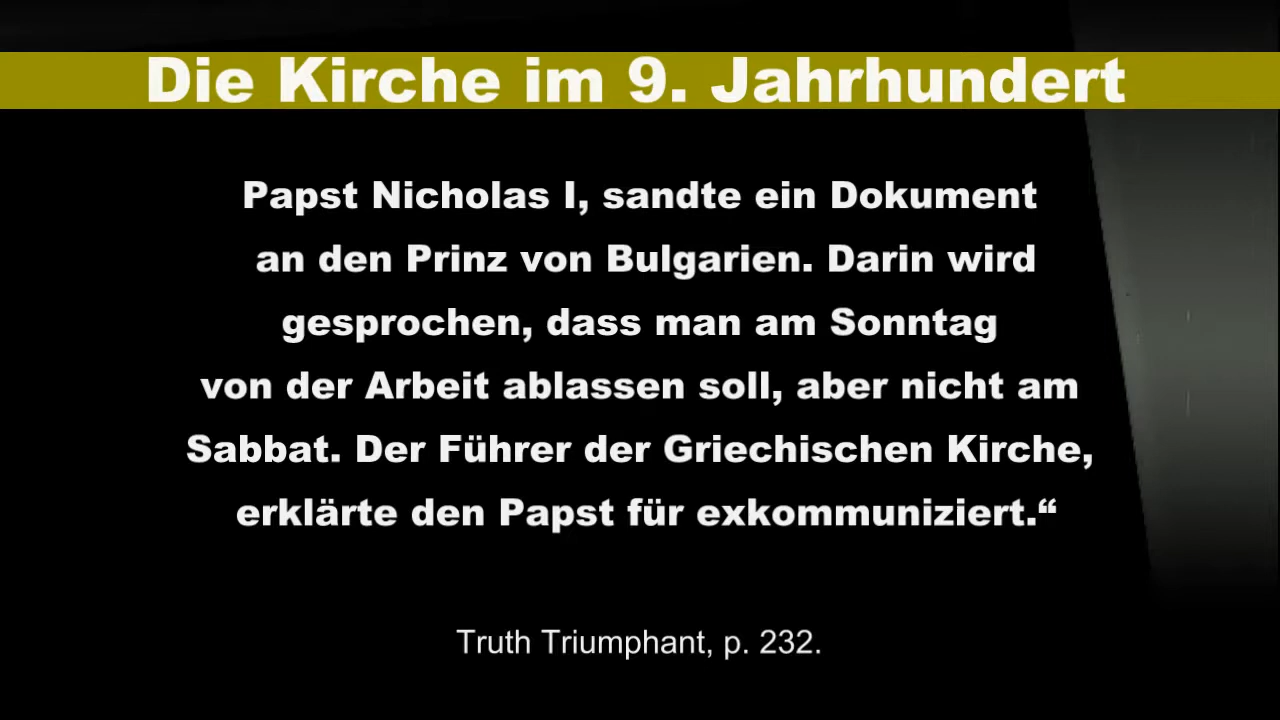 Die Kirche im 9. Jahrhundert
Papst Nicholas I, sandte ein Dokument
an den Prinz von Bulgarien. Darin wird
gesprochen, dass man am Sonntag
von der Arbeit ablassen soll, aber nicht am
Sabbat. Der Führer der Griechischen Kirche,
erklärte den Papst für exkommuniziert.“
Truth Triumphant, p. 232.